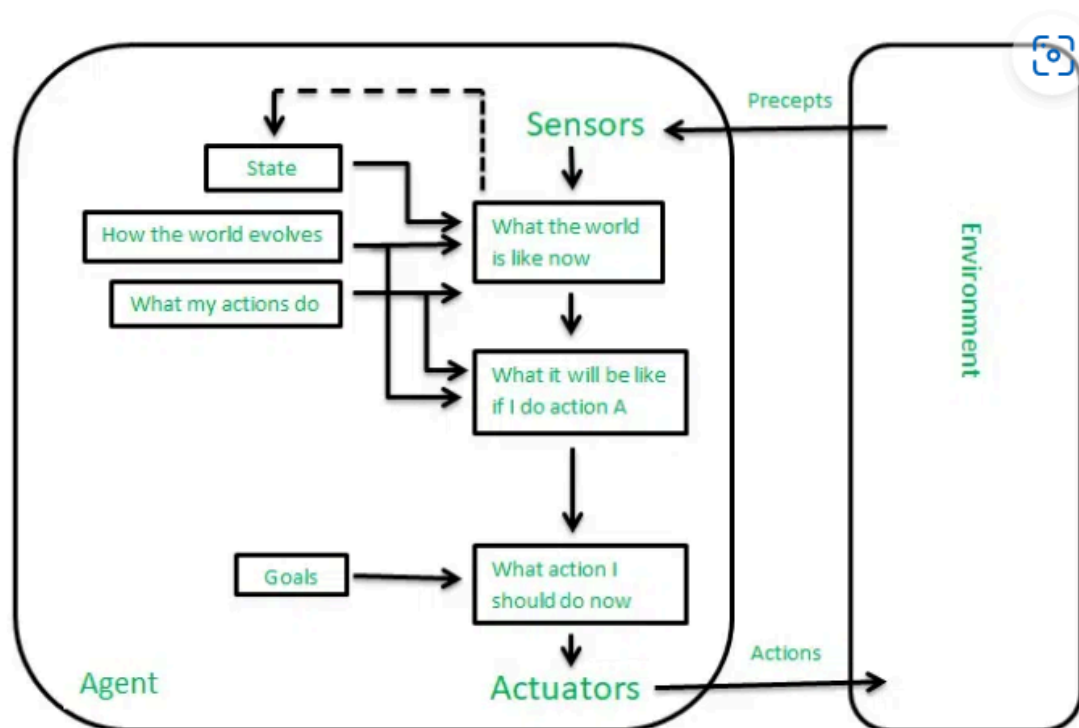 Precepts
Sensors
State
How the world evolves
What the world
is like now
What my actions do
What it will be like
if I do action A
Environment
Goals
What action I
should do now
Agent
Actuators
Actions